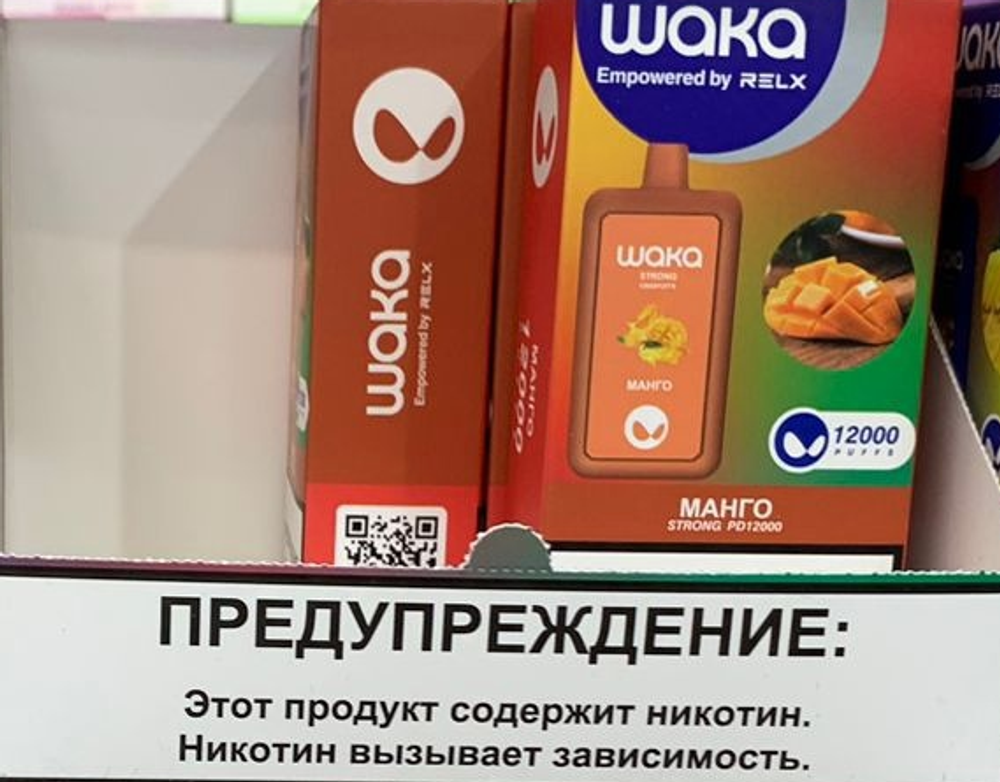 waka
Empowered by RELX
waka
Empowered by RELX
waka
STRONG
МАНГО
12000
PUFFS
МАНГО
STRONG PD12000
12000
МАНГО
ПРЕДУПРЕЖДЕНИЕ:
Этот продукт содержит никотин.
Никотин вызывает зависимость.